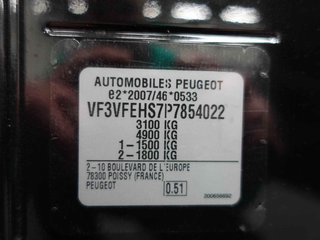 AUTOMOBILES PEUGEOT
e2*2007/46*0533
VF3VFEHS7P7854022
3100 KG
4900 KG
1-1500 KG
2-1800 KG
2-10 BOULEVARD DE L'EUROPE
78300 POISSY (FRANCE)
PEUGEOT 0.51